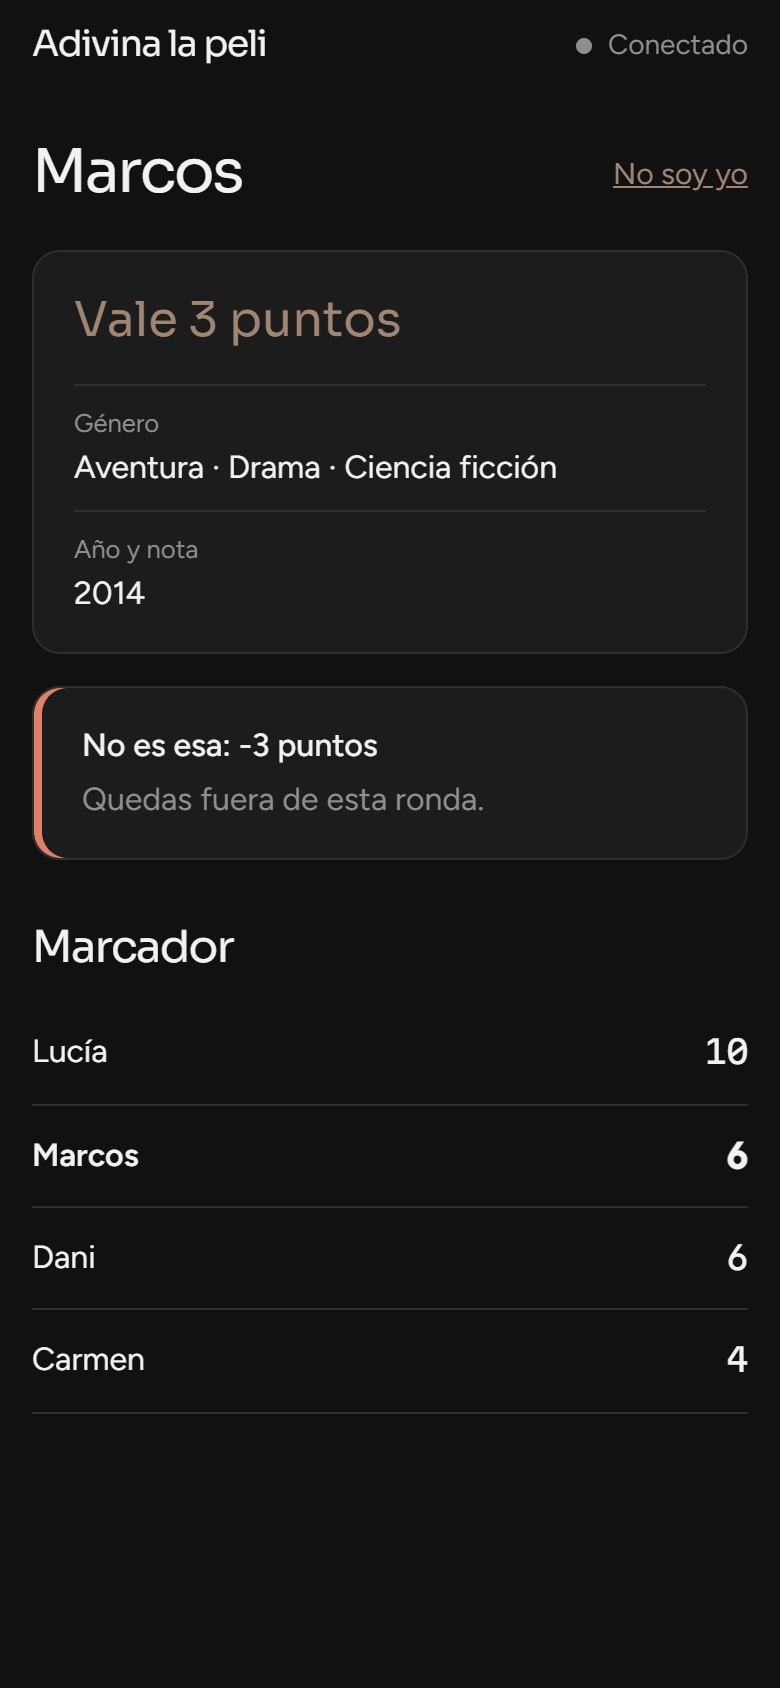 Adivina la peli
Conectado
Marcos
No soy yo
Vale 3 puntos
Género
Aventura · Drama · Ciencia ficción
Año y nota
2014
No es esa: -3 puntos
Quedas fuera de esta ronda.
Marcador
Lucía 10
Marcos 6
Dani 6
Carmen 4